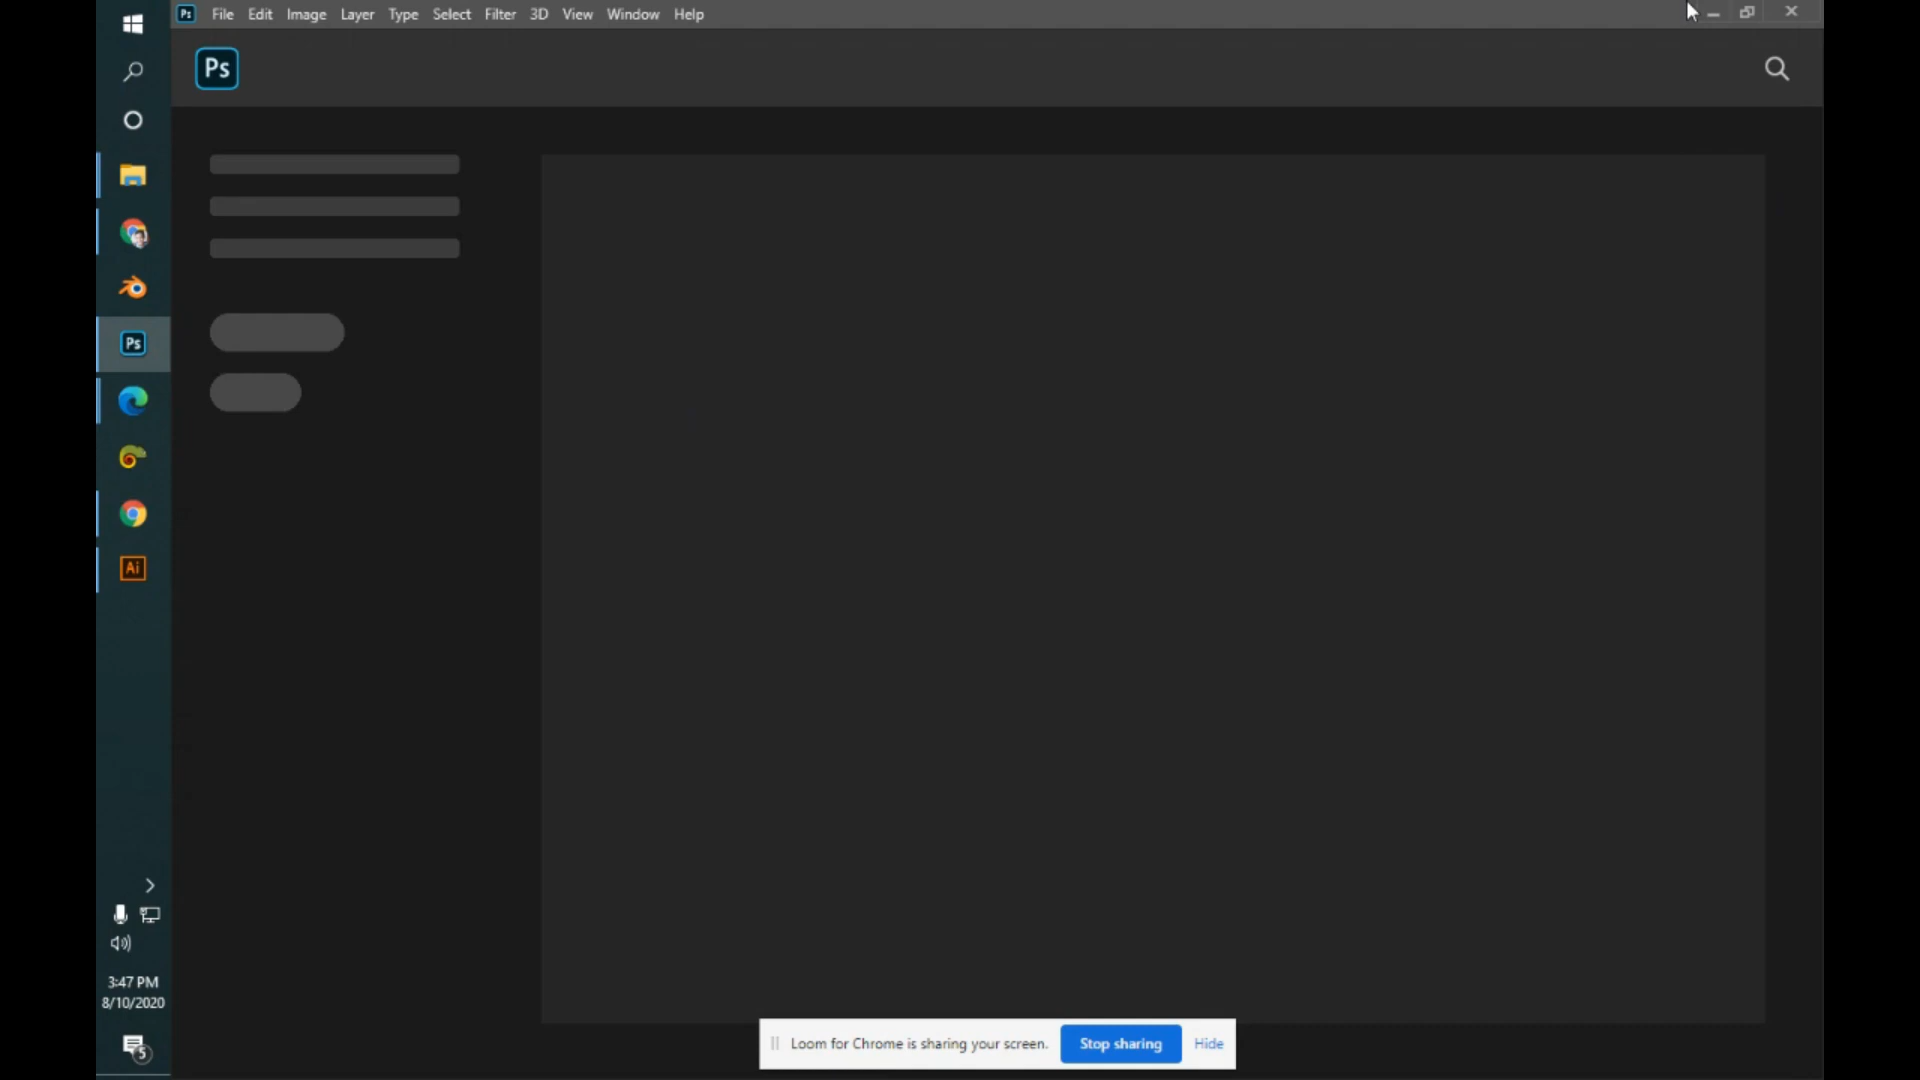 Ps File Edit Image Layer Type Select Filter 3D View Window Help
Ps
Ps
Ai
3:47 PM
8/10/2020
5
Loom for Chrome is sharing your screen. Stop sharing Hide